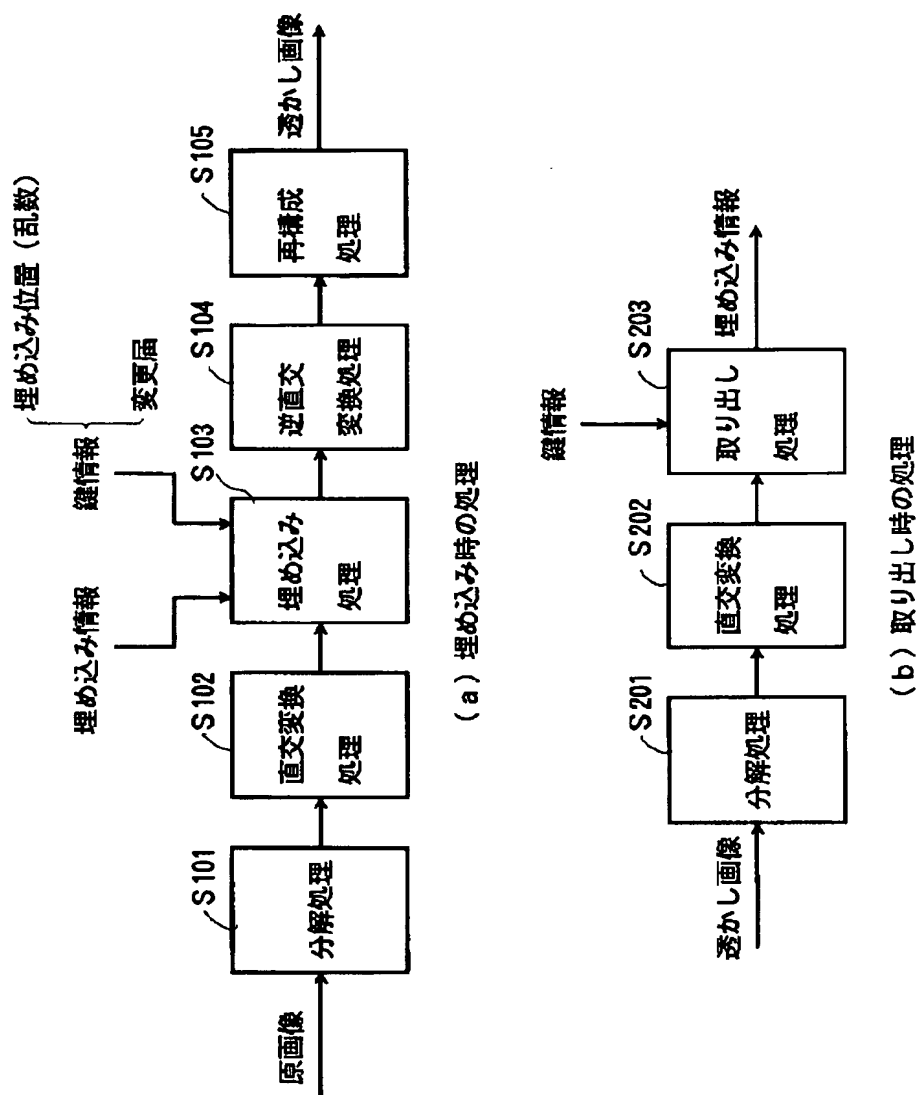 埋め込み位置（乱数）
変更届
埋め込み情報
鍵情報
S101
S102
S103
S104
S105
原画像
分解処理
直交変換
処理
埋め込み
処理
逆直交
変換処理
再構成
処理
透かし画像
(a) 埋め込み時の処理
鍵情報
S201
S202
S203
透かし画像
分解処理
直交変換
処理
取り出し
処理
埋め込み情報
(b) 取り出し時の処理